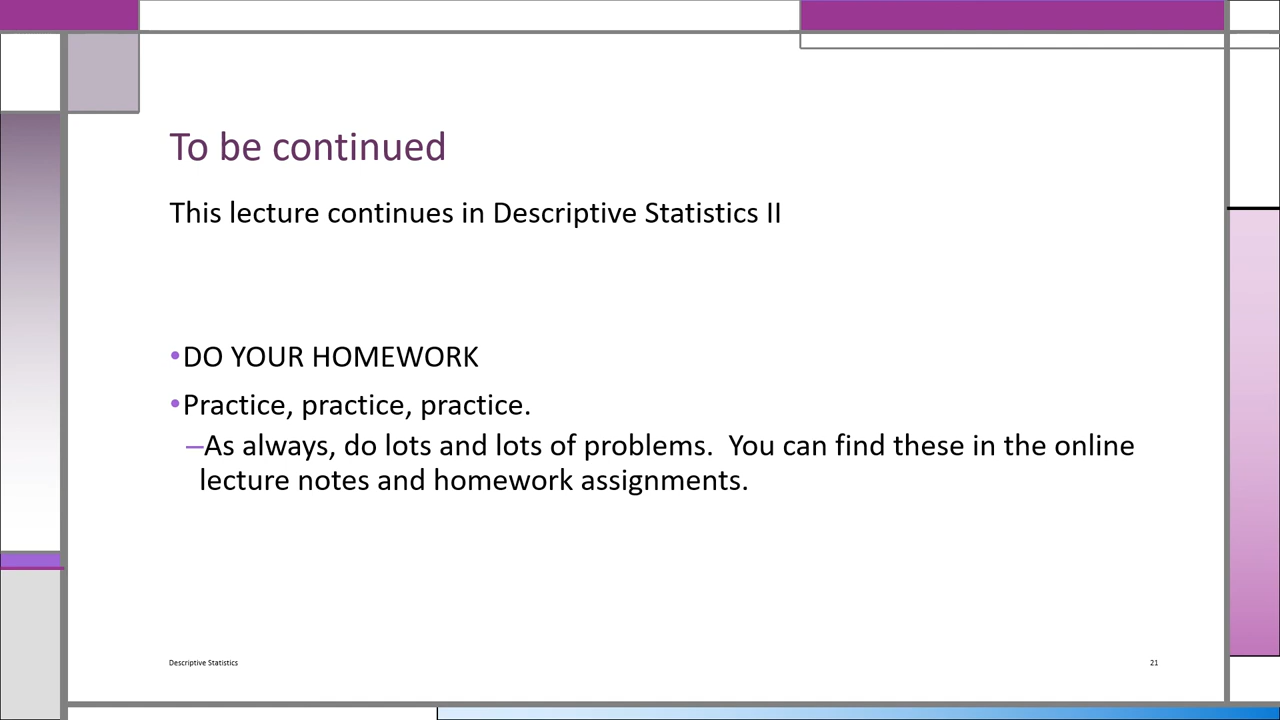 To be continued
This lecture continues in Descriptive Statistics II
•DO YOUR HOMEWORK
•Practice, practice, practice.
–As always, do lots and lots of problems.  You can find these in the online
lecture notes and homework assignments.
Descriptive Statistics
21